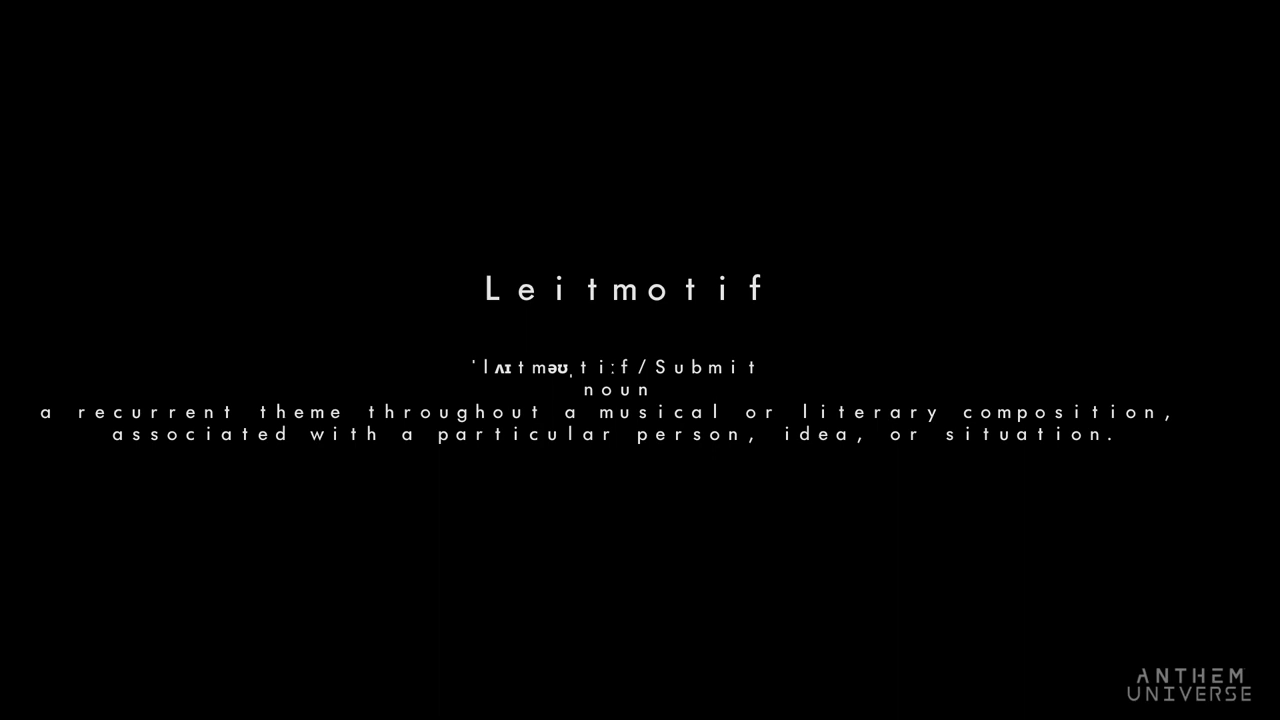 Leitmotif
ˈlʌɪtməʊˌtiːf/Submit
noun
a recurrent theme throughout a musical or literary composition,
associated with a particular person, idea, or situation.
ANTHEM
UNIVERSE